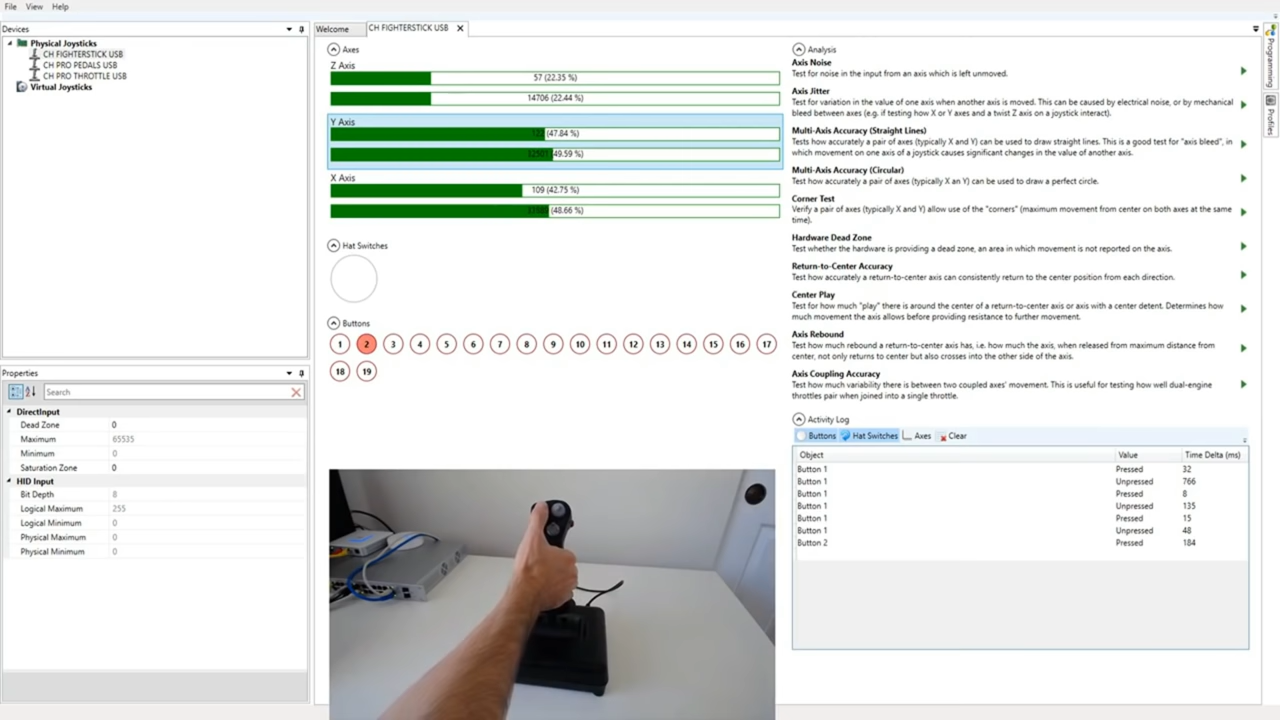 File View Help
Devices
Physical Joysticks
CH FIGHTERSTICK USB
CH PRO PEDALS USB
CH PRO THROTTLE USB
Virtual Joysticks
Properties
Search
DirectInput
Dead Zone 0
Maximum 65535
Minimum 0
Saturation Zone 0
HID Input
Bit Depth 8
Logical Maximum 255
Logical Minimum 0
Physical Maximum 0
Physical Minimum 0
Welcome CH FIGHTERSTICK USB
Axes
Z Axis
57 (22.35 %)
14706 (22.44 %)
Y Axis
(47.84 %)
(49.59 %)
X Axis
109 (42.75 %)
(48.66 %)
Hat Switches
Buttons
1 2 3 4 5 6 7 8 9 10 11 12 13 14 15 16 17
18 19
Analysis
Axis Noise
Test for noise in the input from an axis which is left unmoved.
Axis Jitter
Test for variation in the value of one axis when another axis is moved. This can be caused by electrical noise, or by mechanical
bleed between axes (e.g. if testing how X or Y axes and a twist Z axis on a joystick interact).
Multi-Axis Accuracy (Straight Lines)
Tests how accurately a pair of axes (typically X and Y) can be used to draw straight lines. This is a good test for "axis bleed", in
which movement on one axis of a joystick causes significant changes in the value of another axis.
Multi-Axis Accuracy (Circular)
Test how accurately a pair of axes (typically X an Y) can be used to draw a perfect circle.
Corner Test
Verify a pair of axes (typically X and Y) allow use of the "corners" (maximum movement from center on both axes at the same
time).
Hardware Dead Zone
Test whether the hardware is providing a dead zone, an area in which movement is not reported on the axis.
Return-to-Center Accuracy
Test how accurately a return-to-center axis can consistently return to the center position from each direction.
Center Play
Test for how much "play" there is around the center of a return-to-center axis or axis with a center detent. Determines how
much movement the axis allows before providing resistance to further movement.
Axis Rebound
Test how much rebound a return-to-center axis has, i.e. how much the axis, when released from maximum distance from
center, not only returns to center but also crosses into the other side of the axis.
Axis Coupling Accuracy
Test how much variability there is between two coupled axes' movement. This is useful for testing how well dual-engine
throttles pair when joined into a single throttle.
Activity Log
Buttons Hat Switches Axes Clear
Object Value Time Delta (ms)
Button 1 Pressed 32
Button 1 Unpressed 766
Button 1 Pressed 8
Button 1 Unpressed 135
Button 1 Pressed 15
Button 1 Unpressed 48
Button 2 Pressed 184
Programming
Profiles